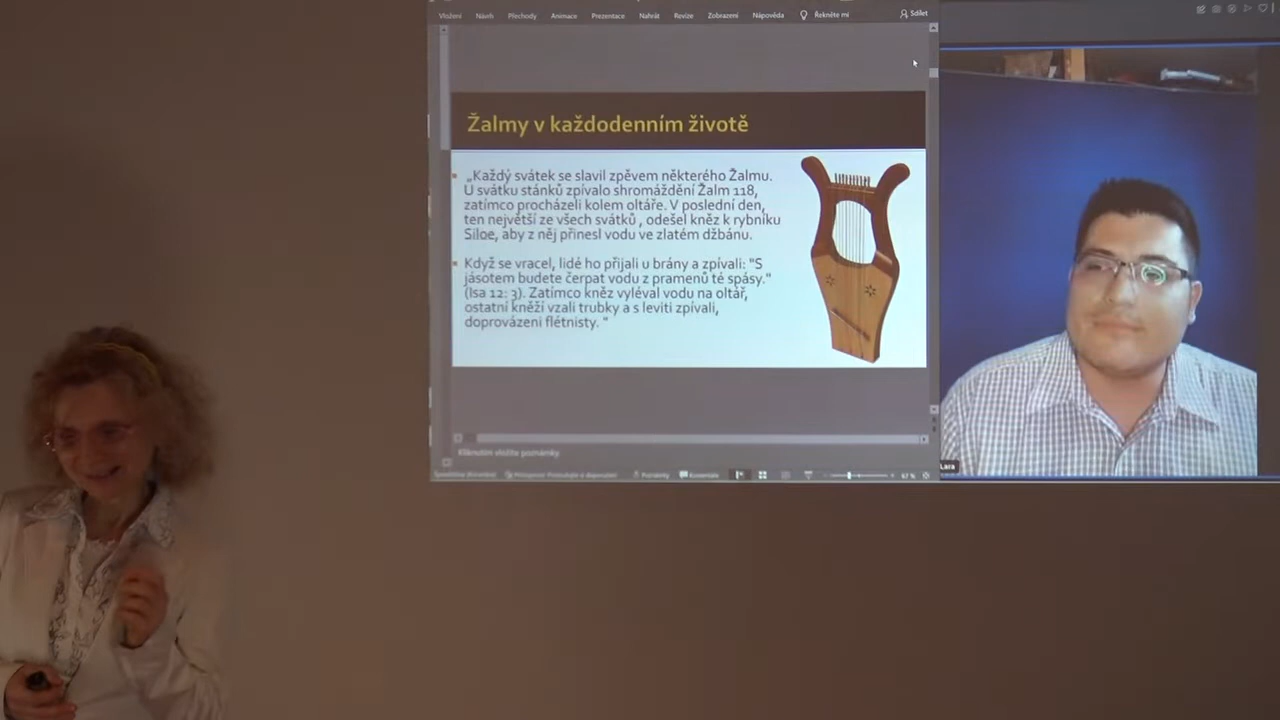 Vložení Návrh Přechody Animace Prezentace Nahrát Revize Zobrazení Nápověda Řekněte mi Sdílet
Žalmy v každodenním životě
„Každý svátek se slavil zpěvem některého Žalmu.
U svátku stánků zpívalo shromáždění Žalm 118,
zatímco procházeli kolem oltáře. V poslední den,
ten největší ze všech svátků , odešel kněz k rybníku
Siloe, aby z něj přinesl vodu ve zlatém džbánu.
Když se vracel, lidé ho přijali u brány a zpívali: "S
jásotem budete čerpat vodu z pramenů té spásy."
(Isa 12: 3). Zatímco kněz vyléval vodu na oltář,
ostatní kněží vzali trubky a s leviti zpívali,
doprovázeni flétnisty. "
Kliknutím vložíte poznámky.
Poznámky Komentáře 67 %
Lara